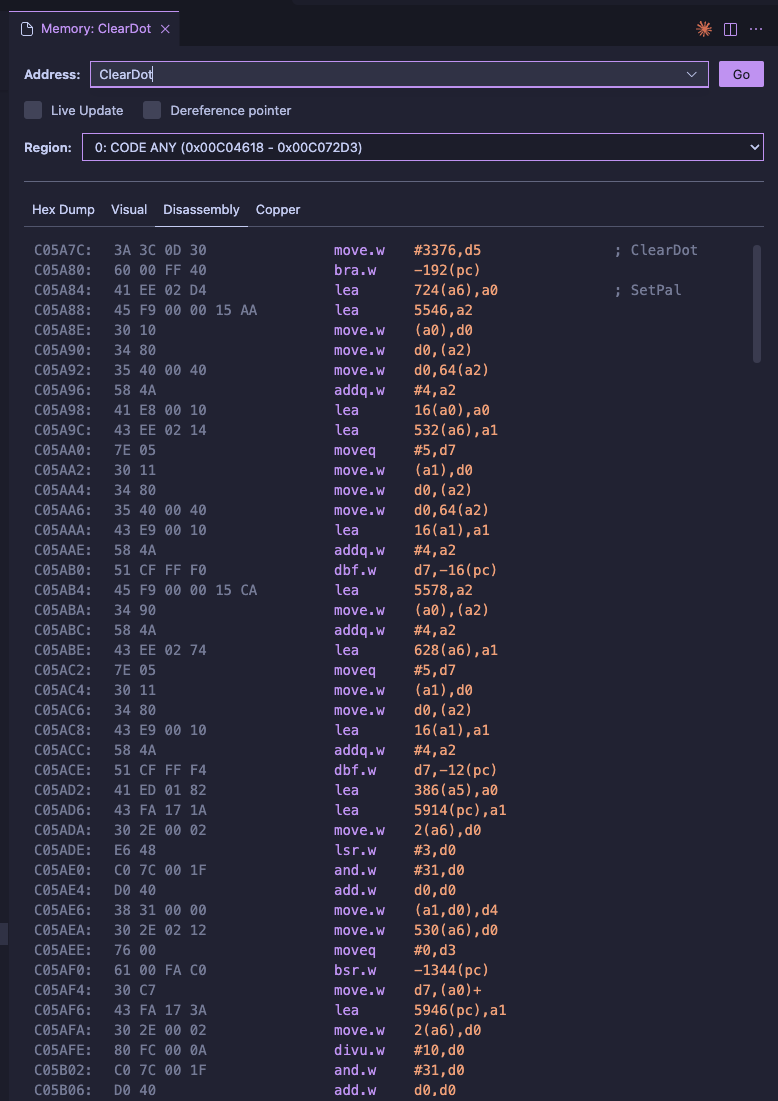 Memory: ClearDot
Address: ClearDot Go
Live Update Dereference pointer
Region: 0: CODE ANY (0x00C04618 - 0x00C072D3)
Hex Dump Visual Disassembly Copper
C05A7C: 3A 3C 0D 30 move.w #3376,d5 ; ClearDot
C05A80: 60 00 FF 40 bra.w -192(pc)
C05A84: 41 EE 02 D4 lea 724(a6),a0 ; SetPal
C05A88: 45 F9 00 00 15 AA lea 5546,a2
C05A8E: 30 10 move.w (a0),d0
C05A90: 34 80 move.w d0,(a2)
C05A92: 35 40 00 40 move.w d0,64(a2)
C05A96: 58 4A addq.w #4,a2
C05A98: 41 E8 00 10 lea 16(a0),a0
C05A9C: 43 EE 02 14 lea 532(a6),a1
C05AA0: 7E 05 moveq #5,d7
C05AA2: 30 11 move.w (a1),d0
C05AA4: 34 80 move.w d0,(a2)
C05AA6: 35 40 00 40 move.w d0,64(a2)
C05AAA: 43 E9 00 10 lea 16(a1),a1
C05AAE: 58 4A addq.w #4,a2
C05AB0: 51 CF FF F0 dbf.w d7,-16(pc)
C05AB4: 45 F9 00 00 15 CA lea 5578,a2
C05ABA: 34 90 move.w (a0),(a2)
C05ABC: 58 4A addq.w #4,a2
C05ABE: 43 EE 02 74 lea 628(a6),a1
C05AC2: 7E 05 moveq #5,d7
C05AC4: 30 11 move.w (a1),d0
C05AC6: 34 80 move.w d0,(a2)
C05AC8: 43 E9 00 10 lea 16(a1),a1
C05ACC: 58 4A addq.w #4,a2
C05ACE: 51 CF FF F4 dbf.w d7,-12(pc)
C05AD2: 41 ED 01 82 lea 386(a5),a0
C05AD6: 43 FA 17 1A lea 5914(pc),a1
C05ADA: 30 2E 00 02 move.w 2(a6),d0
C05ADE: E6 48 lsr.w #3,d0
C05AE0: C0 7C 00 1F and.w #31,d0
C05AE4: D0 40 add.w d0,d0
C05AE6: 38 31 00 00 move.w (a1,d0),d4
C05AEA: 30 2E 02 12 move.w 530(a6),d0
C05AEE: 76 00 moveq #0,d3
C05AF0: 61 00 FA C0 bsr.w -1344(pc)
C05AF4: 30 C7 move.w d7,(a0)+
C05AF6: 43 FA 17 3A lea 5946(pc),a1
C05AFA: 30 2E 00 02 move.w 2(a6),d0
C05AFE: 80 FC 00 0A divu.w #10,d0
C05B02: C0 7C 00 1F and.w #31,d0
C05B06: D0 40 add.w d0,d0